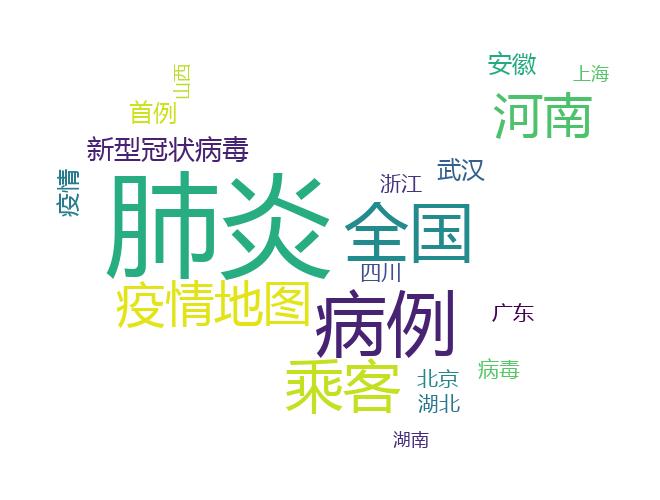 安徽
上海
山西
首例
河南
新型冠状病毒
武汉
浙江
疫情
肺炎
全国
四川
疫情地图
病例
广东
乘客
北京
病毒
湖北
湖南